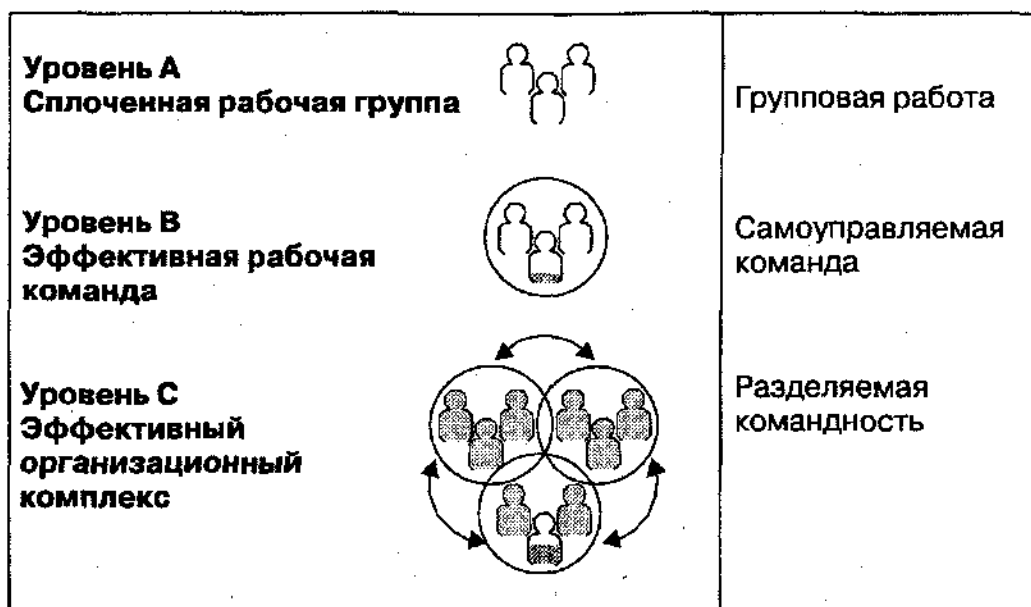 Уровень А
Сплоченная рабочая группа
Групповая работа
Уровень В
Эффективная рабочая
команда
Самоуправляемая
команда
Уровень С
Эффективный
организационный
комплекс
Разделяемая
командность